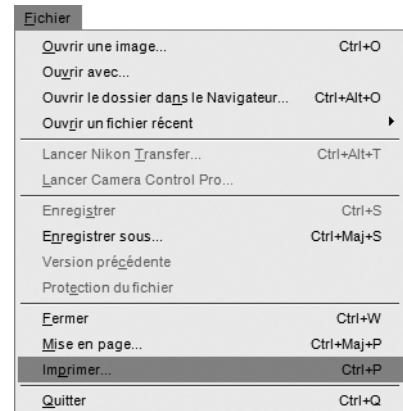 Fichier
Ouvrir une image... Ctrl+O
Ouvrir avec...
Ouvrir le dossier dans le Navigateur... Ctrl+Alt+O
Ouvrir un fichier récent
Lancer Nikon Transfer... Ctrl+Alt+T
Lancer Camera Control Pro...
Enregistrer Ctrl+S
Enregistrer sous... Ctrl+Maj+S
Version précédente
Protection du fichier
Fermer Ctrl+W
Mise en page... Ctrl+Maj+P
Imprimer... Ctrl+P
Quitter Ctrl+Q